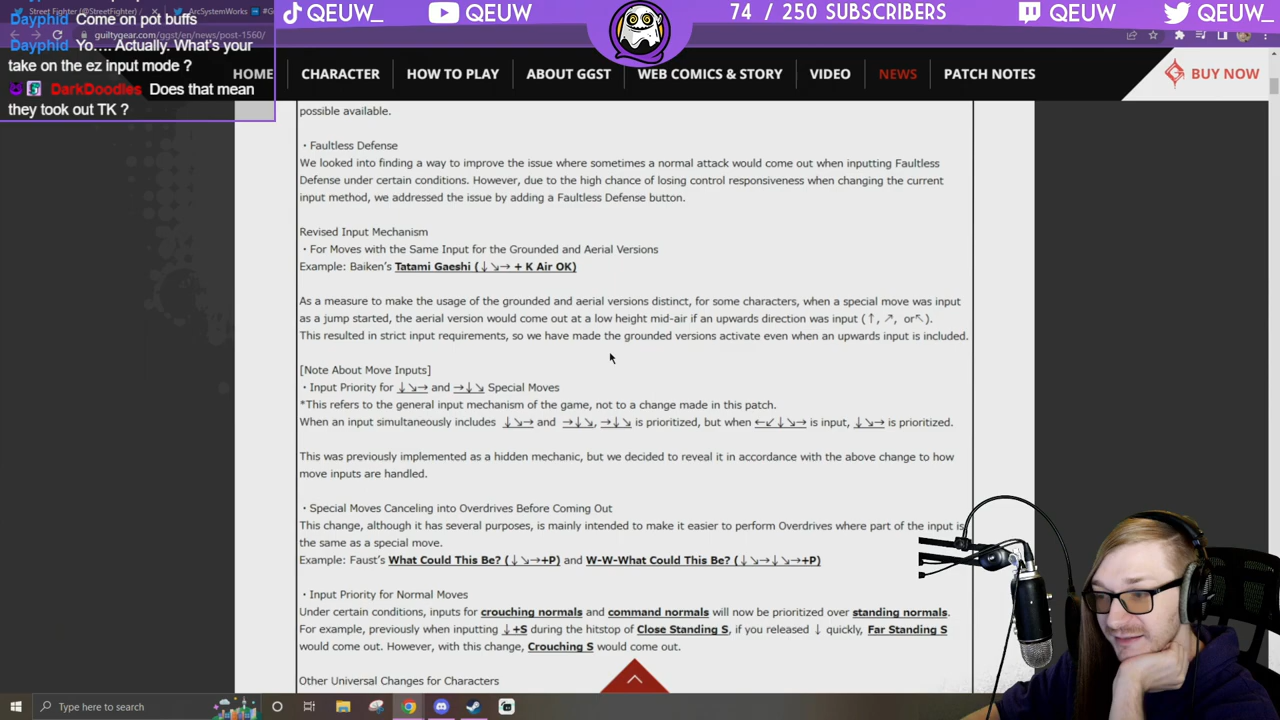 Street Fighter (@StreetFighter)
ArcSystemWorks
Dayphid Come on pot buffs
Dayphid Yo…. Actually. What's your
take on the ez input mode ?
DarkDoodles Does that mean
they took out TK ?
QEUW_
QEUW
74 / 250 SUBSCRIBERS
QEUW
QEUW_
guiltygear.com/ggst/en/news/post-1560/
HOME
CHARACTER
HOW TO PLAY
ABOUT GGST
WEB COMICS & STORY
VIDEO
NEWS
PATCH NOTES
BUY NOW
possible available.
・Faultless Defense
We looked into finding a way to improve the issue where sometimes a normal attack would come out when inputting Faultless
Defense under certain conditions. However, due to the high chance of losing control responsiveness when changing the current
input method, we addressed the issue by adding a Faultless Defense button.
Revised Input Mechanism
・For Moves with the Same Input for the Grounded and Aerial Versions
Example: Baiken's Tatami Gaeshi (↓↘→ + K Air OK)
As a measure to make the usage of the grounded and aerial versions distinct, for some characters, when a special move was input
as a jump started, the aerial version would come out at a low height mid-air if an upwards direction was input (↑, ↗, or↖).
This resulted in strict input requirements, so we have made the grounded versions activate even when an upwards input is included.
[Note About Move Inputs]
・Input Priority for ↓↘→ and →↓↘ Special Moves
*This refers to the general input mechanism of the game, not to a change made in this patch.
When an input simultaneously includes ↓↘→ and →↓↘, →↓↘ is prioritized, but when ←↙↓↘→ is input, ↓↘→ is prioritized.
This was previously implemented as a hidden mechanic, but we decided to reveal it in accordance with the above change to how
move inputs are handled.
・Special Moves Canceling into Overdrives Before Coming Out
This change, although it has several purposes, is mainly intended to make it easier to perform Overdrives where part of the input is
the same as a special move.
Example: Faust's What Could This Be? (↓↘→+P) and W-W-What Could This Be? (↓↘→↓↘→+P)
・Input Priority for Normal Moves
Under certain conditions, inputs for crouching normals and command normals will now be prioritized over standing normals.
For example, previously when inputting ↓+S during the hitstop of Close Standing S, if you released ↓ quickly, Far Standing S
would come out. However, with this change, Crouching S would come out.
Other Universal Changes for Characters
Type here to search